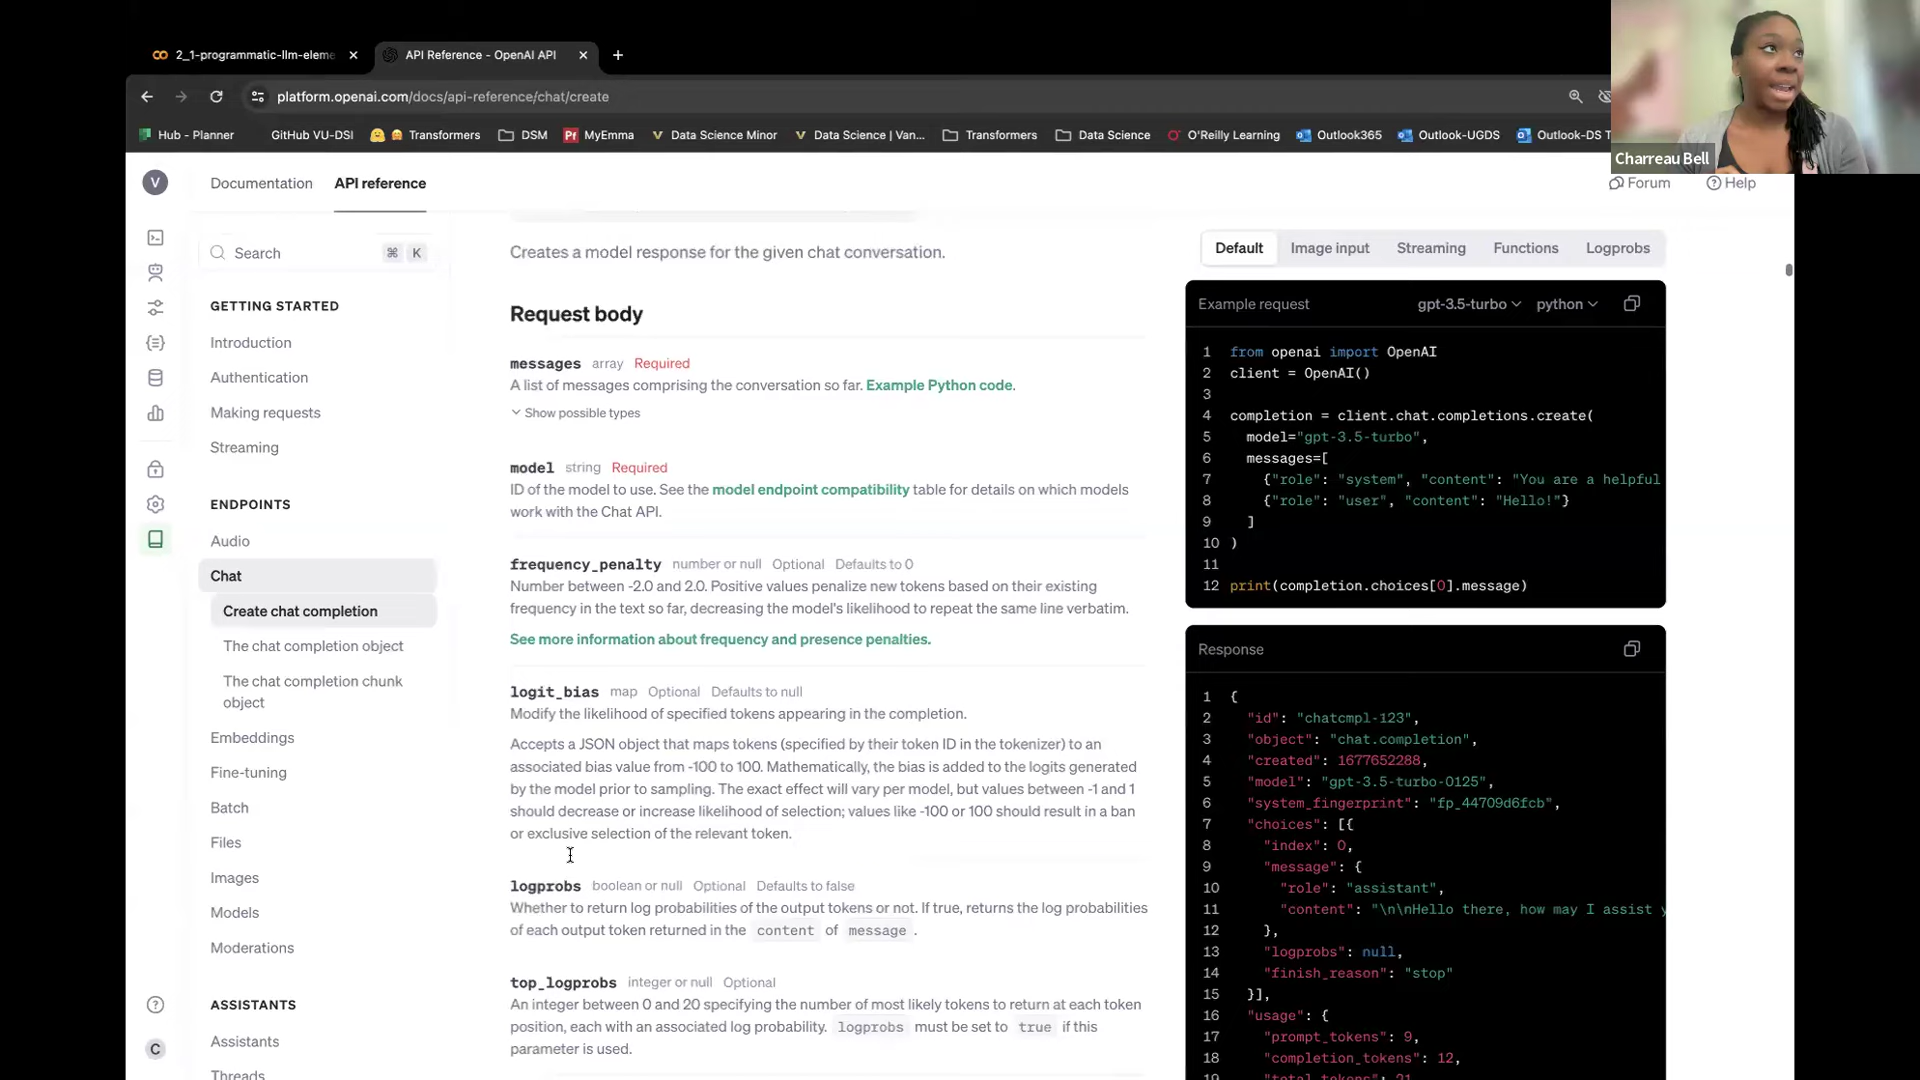 2_1-programmatic-llm-eleme
API Reference - OpenAI API
platform.openai.com/docs/api-reference/chat/create
Hub - Planner
GitHub VU-DSI
Transformers
DSM
MyEmma
Data Science Minor
Data Science | Van...
Transformers
Data Science
O'Reilly Learning
Outlook365
Outlook-UGDS
Outlook-DS T
Charreau Bell
V
Documentation
API reference
Forum
Help
Search
⌘ K
GETTING STARTED
Introduction
Authentication
Making requests
Streaming
ENDPOINTS
Audio
Chat
Create chat completion
The chat completion object
The chat completion chunk
object
Embeddings
Fine-tuning
Batch
Files
Images
Models
Moderations
ASSISTANTS
Assistants
Threads
C
Creates a model response for the given chat conversation.
Request body
messages array Required
A list of messages comprising the conversation so far. Example Python code.
Show possible types
model string Required
ID of the model to use. See the model endpoint compatibility table for details on which models
work with the Chat API.
frequency_penalty number or null Optional Defaults to 0
Number between -2.0 and 2.0. Positive values penalize new tokens based on their existing
frequency in the text so far, decreasing the model's likelihood to repeat the same line verbatim.
See more information about frequency and presence penalties.
logit_bias map Optional Defaults to null
Modify the likelihood of specified tokens appearing in the completion.
Accepts a JSON object that maps tokens (specified by their token ID in the tokenizer) to an
associated bias value from -100 to 100. Mathematically, the bias is added to the logits generated
by the model prior to sampling. The exact effect will vary per model, but values between -1 and 1
should decrease or increase likelihood of selection; values like -100 or 100 should result in a ban
or exclusive selection of the relevant token.
logprobs boolean or null Optional Defaults to false
Whether to return log probabilities of the output tokens or not. If true, returns the log probabilities
of each output token returned in the content of message.
top_logprobs integer or null Optional
An integer between 0 and 20 specifying the number of most likely tokens to return at each token
position, each with an associated log probability. logprobs must be set to true if this
parameter is used.
Default
Image input
Streaming
Functions
Logprobs
Example request
gpt-3.5-turbo
python
1 from openai import OpenAI
2 client = OpenAI()
3
4 completion = client.chat.completions.create(
5 model="gpt-3.5-turbo",
6 messages=[
7 {"role": "system", "content": "You are a helpful
8 {"role": "user", "content": "Hello!"}
9 ]
10 )
11
12 print(completion.choices[0].message)
Response
1 {
2 "id": "chatcmpl-123",
3 "object": "chat.completion",
4 "created": 1677652288,
5 "model": "gpt-3.5-turbo-0125",
6 "system_fingerprint": "fp_44709d6fcb",
7 "choices": [{
8 "index": 0,
9 "message": {
10 "role": "assistant",
11 "content": "\n\nHello there, how may I assist y
12 },
13 "logprobs": null,
14 "finish_reason": "stop"
15 }],
16 "usage": {
17 "prompt_tokens": 9,
18 "completion_tokens": 12,
19 "total_tokens": 21